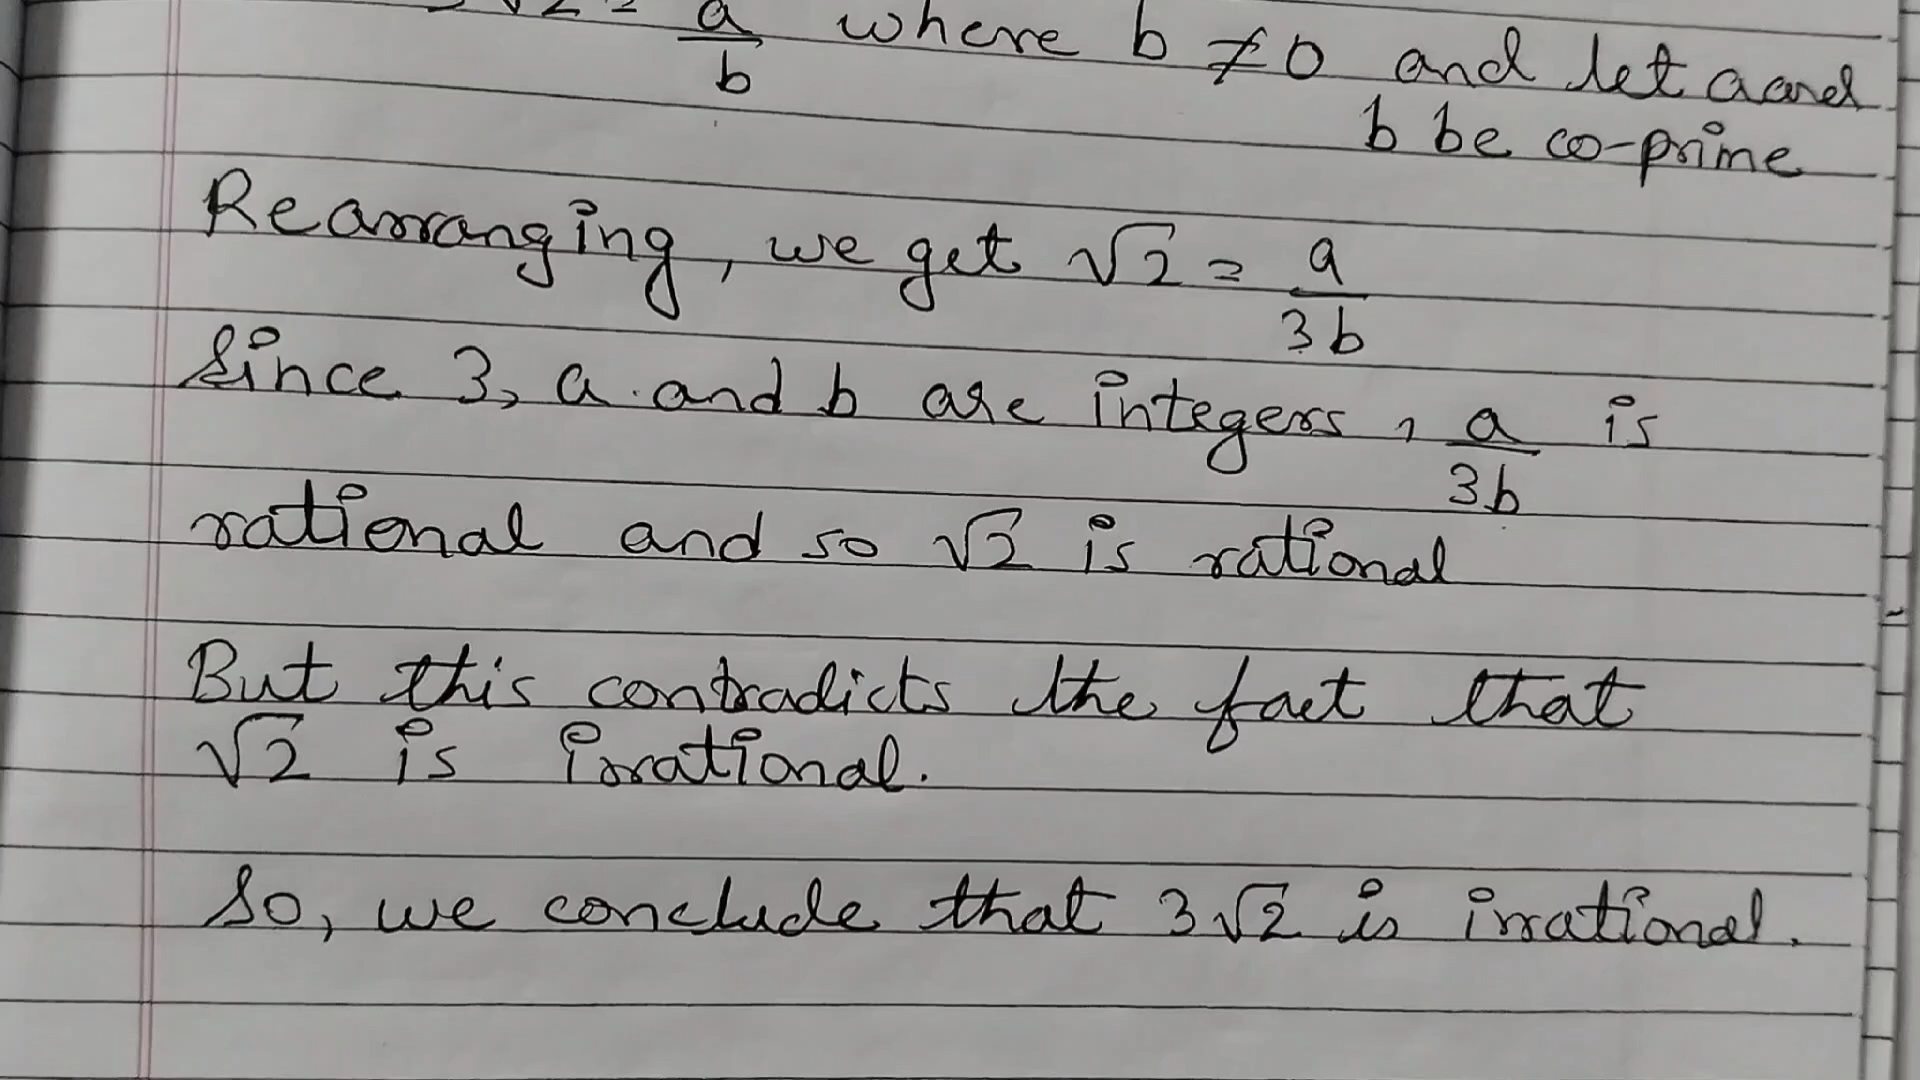 3√2 = a/b where b ≠ 0 and let a and
b be co-prime
Rearranging, we get √2 = a/3b
Since 3, a and b are integers, a/3b is
rational and so √2 is rational
But this contradicts the fact that
√2 is irrational.
So, we conclude that 3√2 is irrational.